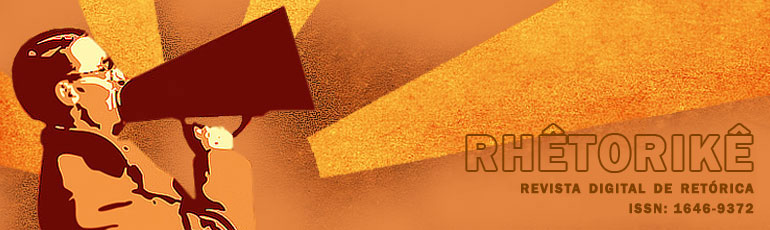 RHÊTORIKÊ
REVISTA DIGITAL DE RETÓRICA
ISSN: 1646-9372